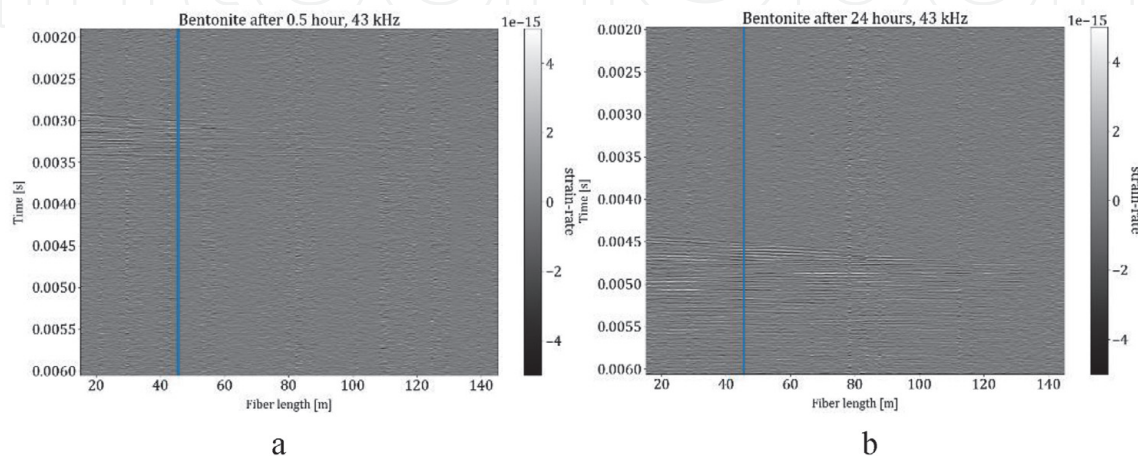 Bentonite after 0.5 hour, 43 kHz
1e−15
0.0020
0.0025
0.0030
0.0035
0.0040
0.0045
0.0050
0.0055
0.0060
Time [s]
20 40 60 80 100 120 140
Fiber length [m]
4
2
0
−2
−4
strain-rate
a
Bentonite after 24 hours, 43 kHz
1e−15
0.0020
0.0025
0.0030
0.0035
0.0040
0.0045
0.0050
0.0055
0.0060
Time [s]
20 40 60 80 100 120 140
Fiber length [m]
4
2
0
−2
−4
strain-rate
b